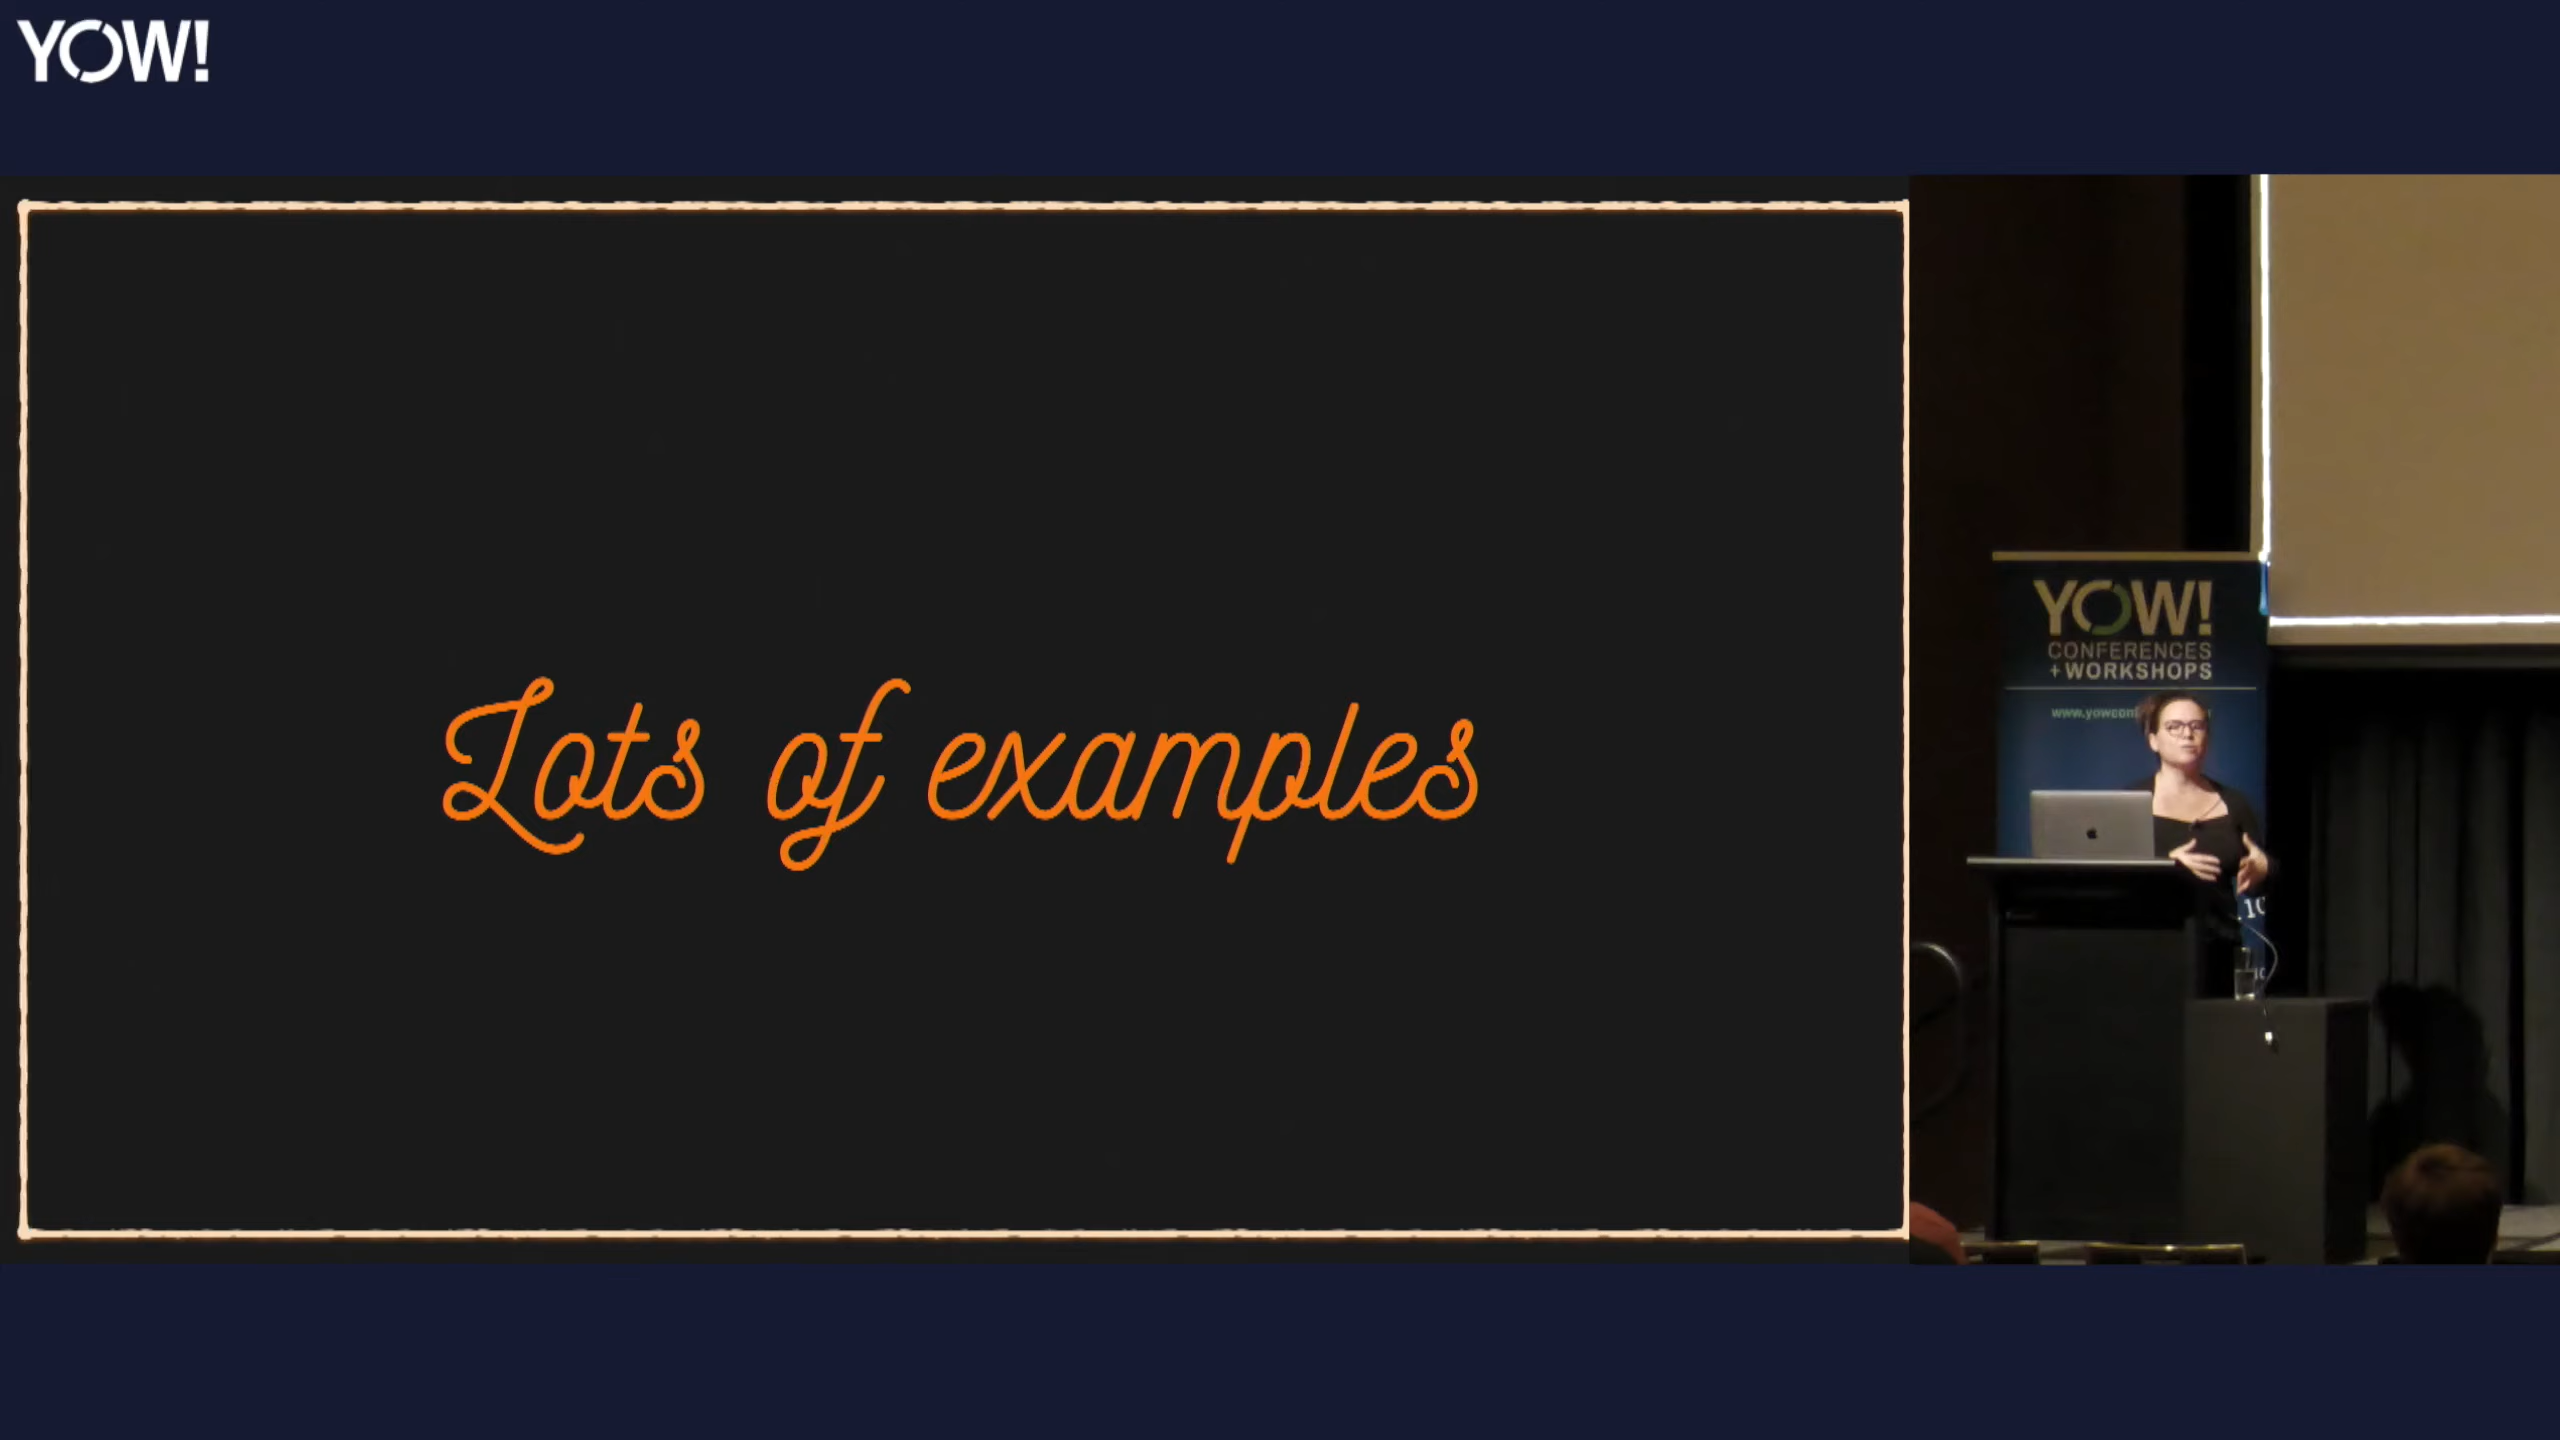 YOW!
Lots of examples
YOW!
CONFERENCES
+ WORKSHOPS